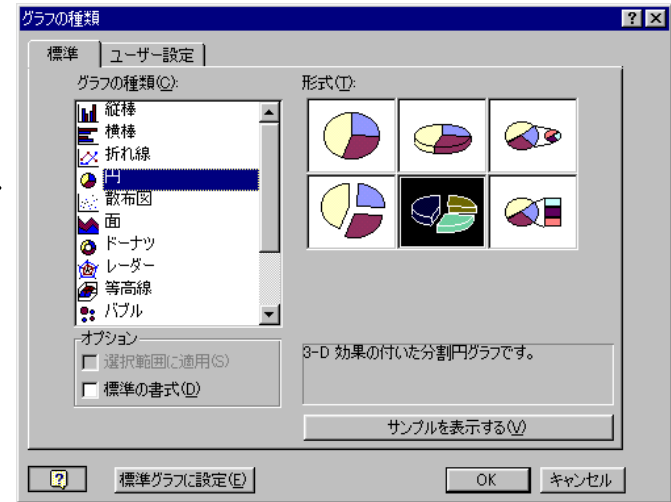 グラフの種類
標準 ユーザー設定
グラフの種類(C):
縦棒
横棒
折れ線
円
散布図
面
ドーナツ
レーダー
等高線
バブル
形式(T):
オプション
選択範囲に適用(S)
標準の書式(D)
3-D 効果の付いた分割円グラフです。
サンプルを表示する(V)
標準グラフに設定(E)
OK キャンセル